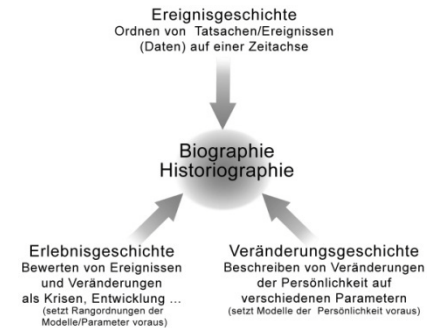 Ereignisgeschichte
Ordnen von Tatsachen/Ereignissen
(Daten) auf einer Zeitachse
Biographie
Historiographie
Erlebnisgeschichte
Bewerten von Ereignissen
und Veränderungen
als Krisen, Entwicklung ...
(setzt Rangordnungen der
Modelle/Parameter voraus)
Veränderungsgeschichte
Beschreiben von Veränderungen
der Persönlichkeit auf
verschiedenen Parametern
(setzt Modelle der Persönlichkeit voraus)